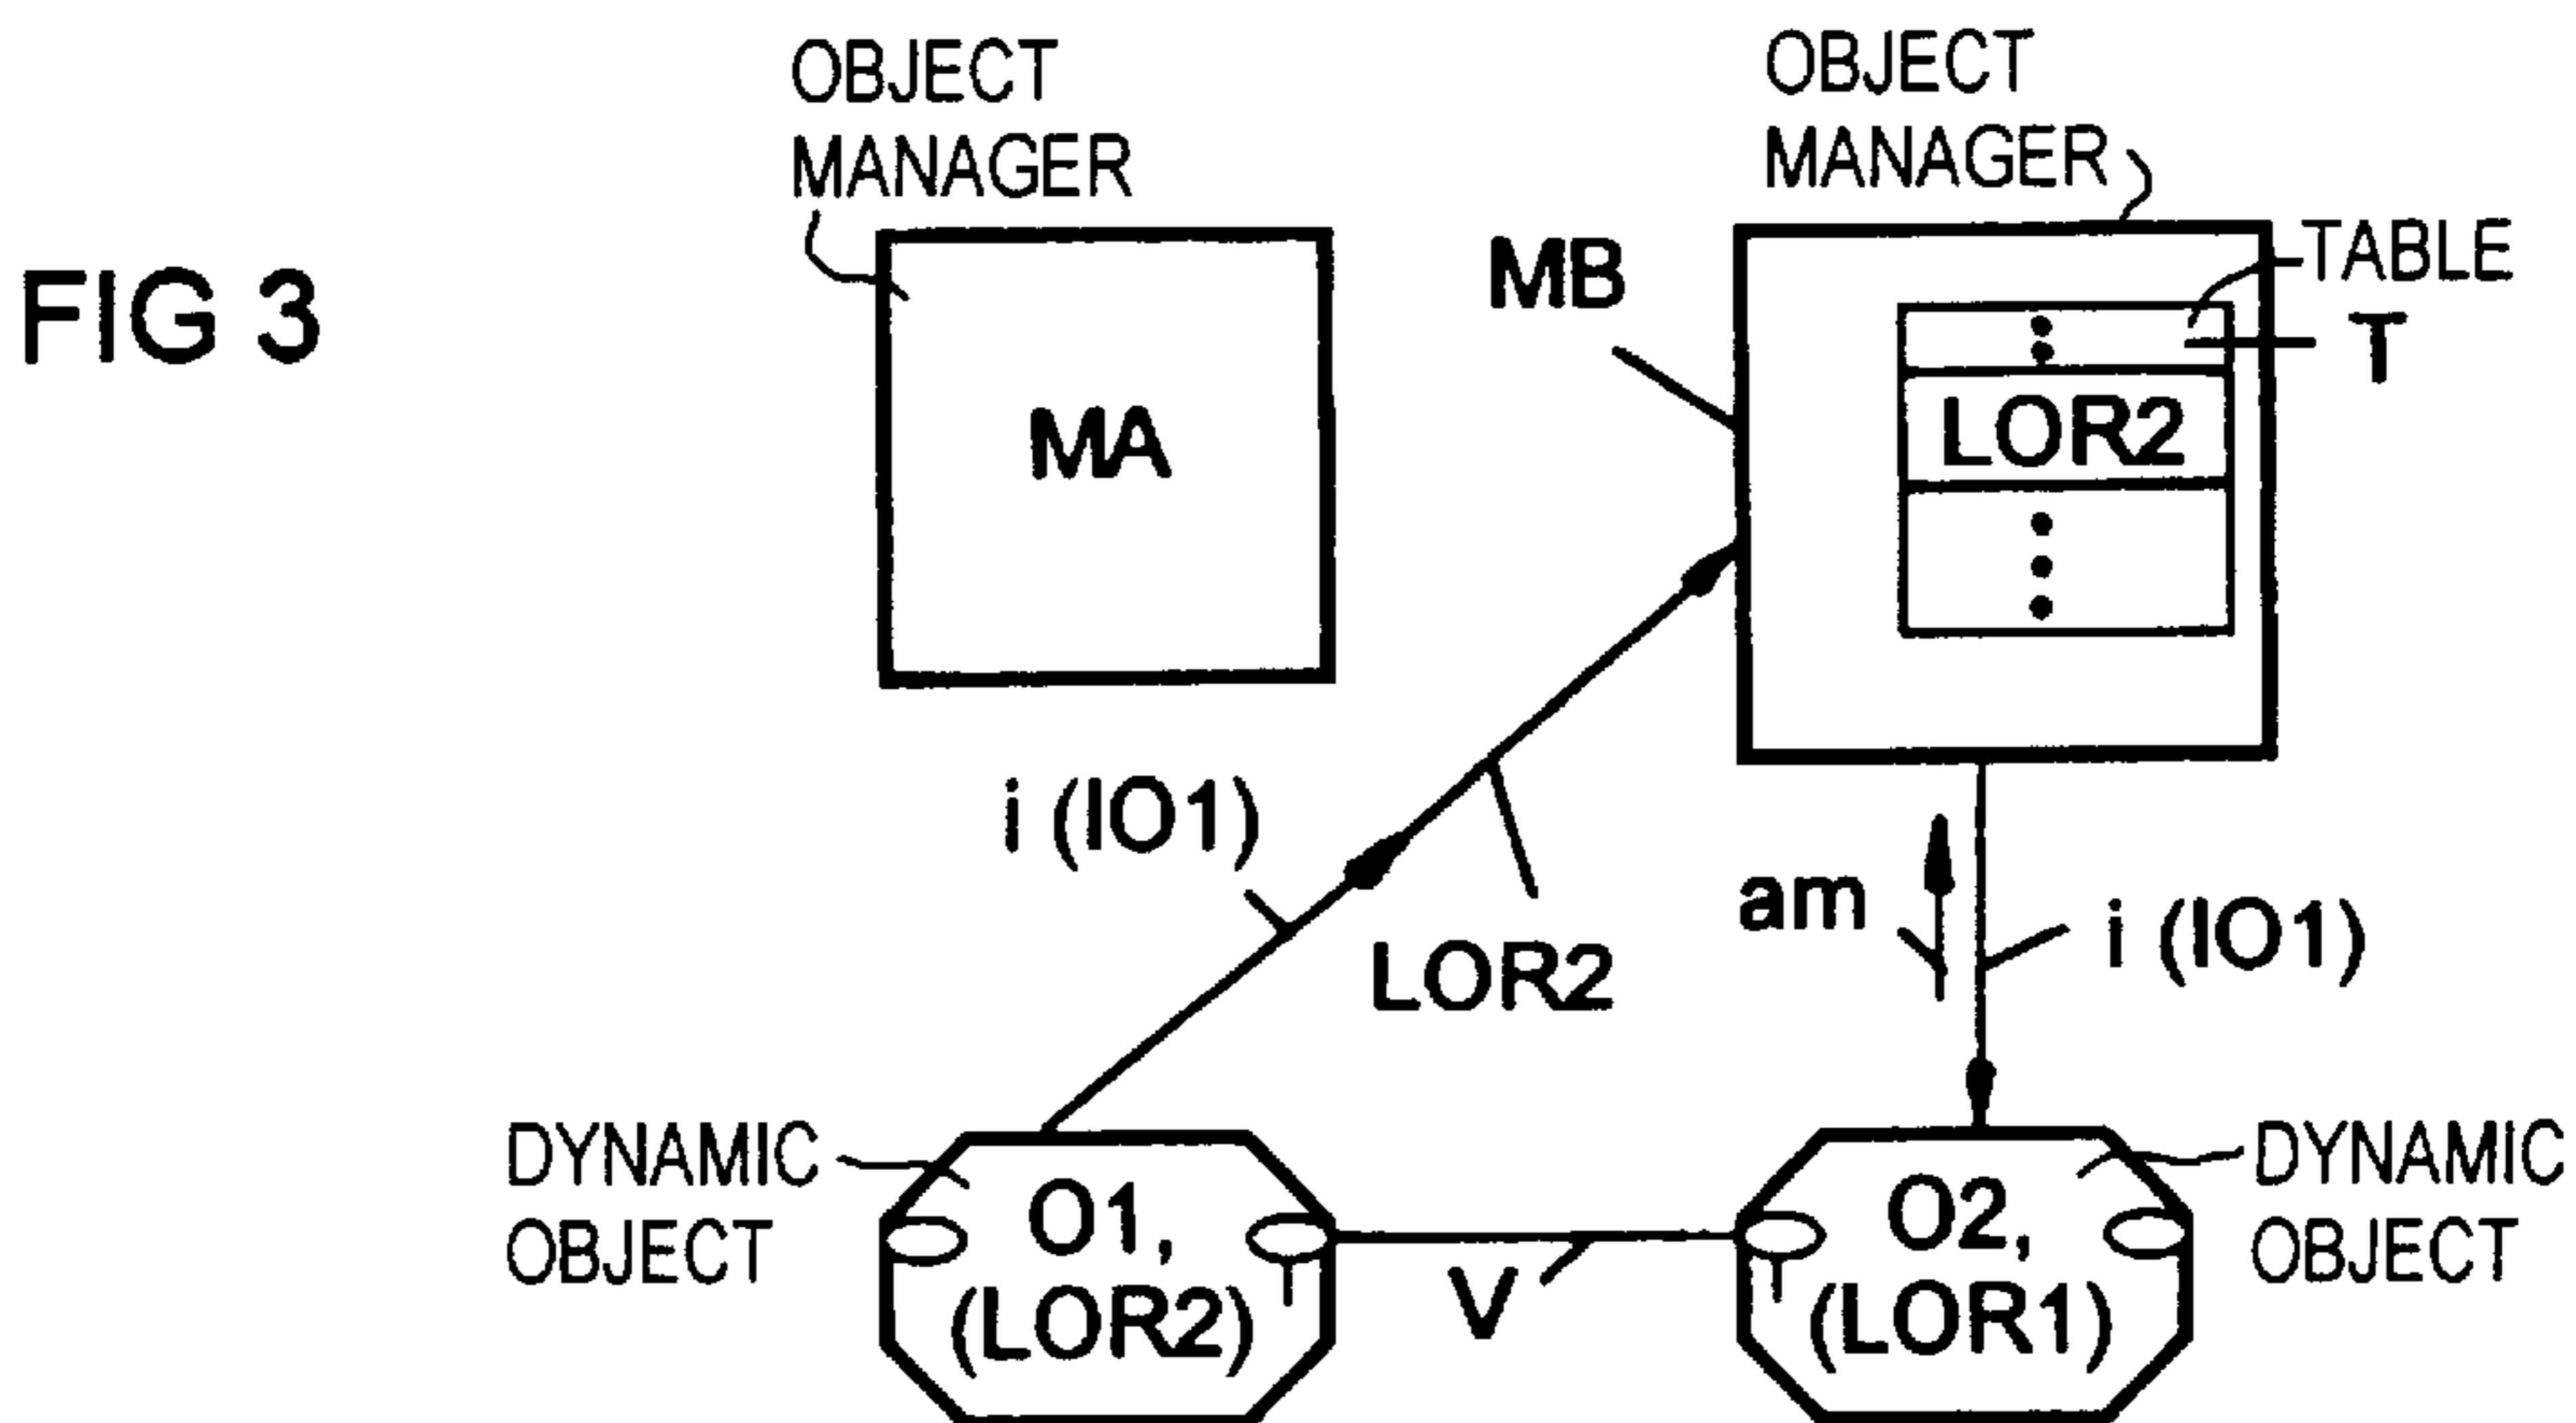 FIG 3
OBJECT
MANAGER
MA
OBJECT
MANAGER
MB
TABLE
T
LOR2
i (IO1)
LOR2
am
i (IO1)
DYNAMIC
OBJECT
O1,
(LOR2)
V
O2,
(LOR1)
DYNAMIC
OBJECT